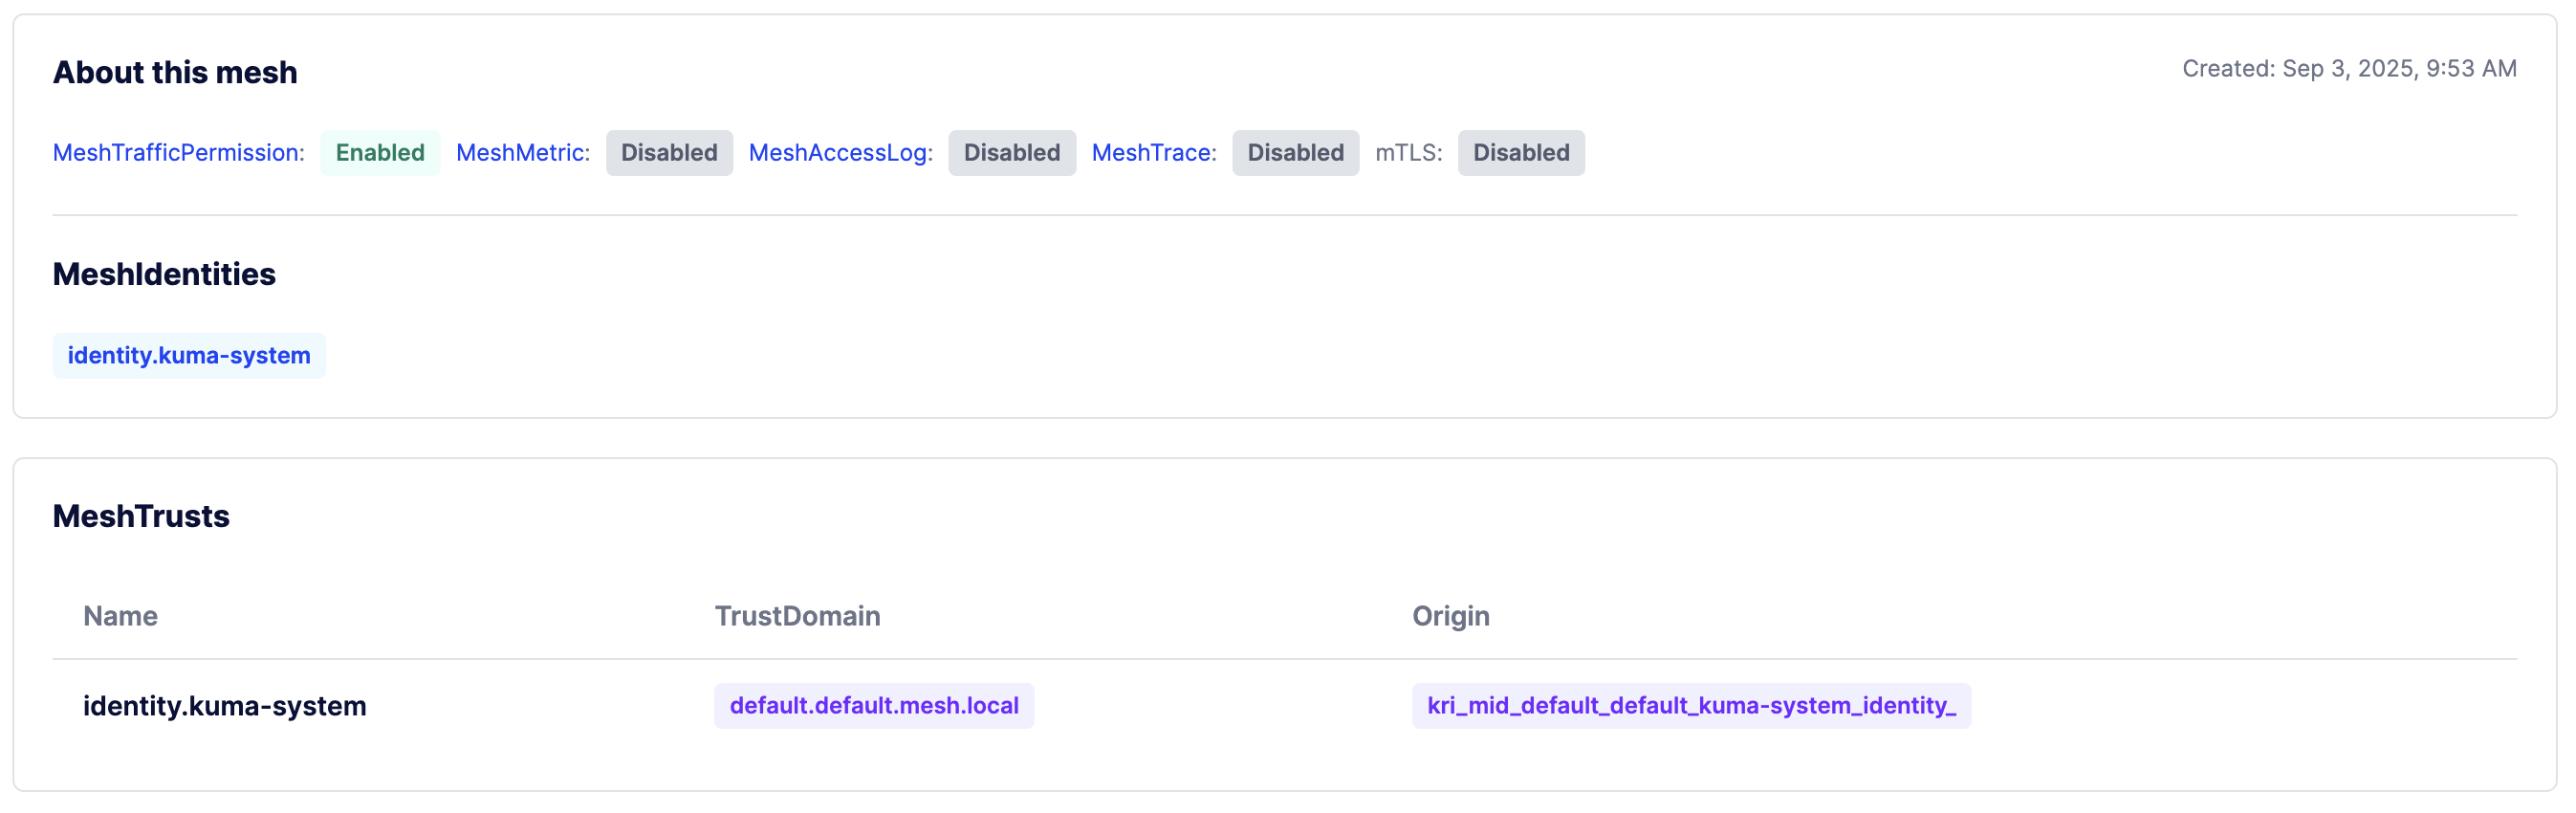 About this mesh
Created: Sep 3, 2025, 9:53 AM
MeshTrafficPermission: Enabled MeshMetric: Disabled MeshAccessLog: Disabled MeshTrace: Disabled mTLS: Disabled
MeshIdentities
identity.kuma-system
MeshTrusts
Name TrustDomain Origin
identity.kuma-system default.default.mesh.local kri_mid_default_default_kuma-system_identity_